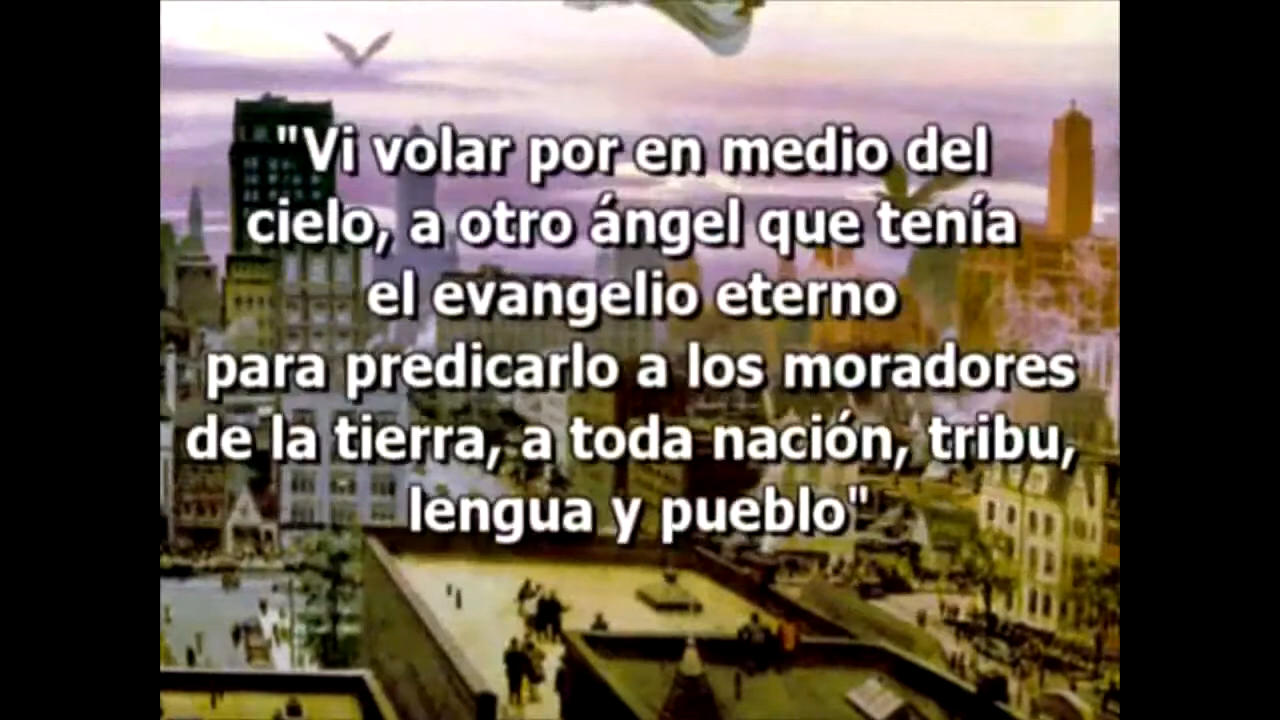 "Vi volar por en medio del
cielo, a otro ángel que tenía
el evangelio eterno
para predicarlo a los moradores
de la tierra, a toda nación, tribu,
lengua y pueblo"